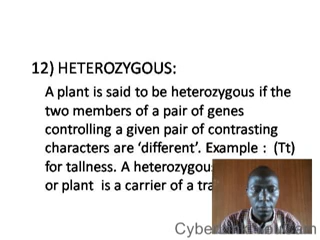 12) HETEROZYGOUS:
A plant is said to be heterozygous if the
two members of a pair of genes
controlling a given pair of contrasting
characters are ‘different’. Example : (Tt)
for tallness. A
or plant is a carrier of a